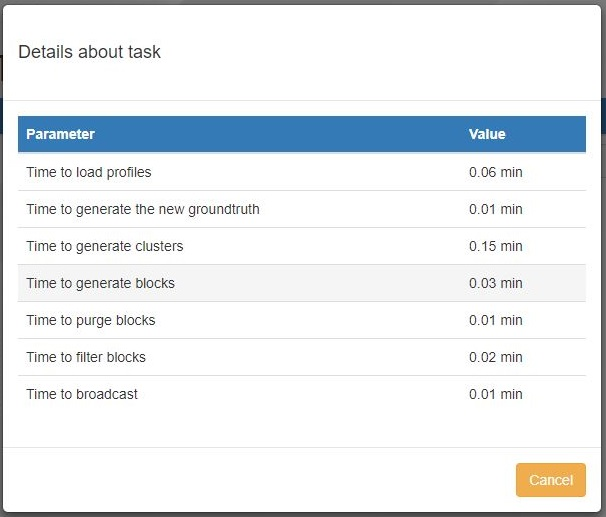 Details about task
Parameter Value
Time to load profiles 0.06 min
Time to generate the new groundtruth 0.01 min
Time to generate clusters 0.15 min
Time to generate blocks 0.03 min
Time to purge blocks 0.01 min
Time to filter blocks 0.02 min
Time to broadcast 0.01 min
Cancel